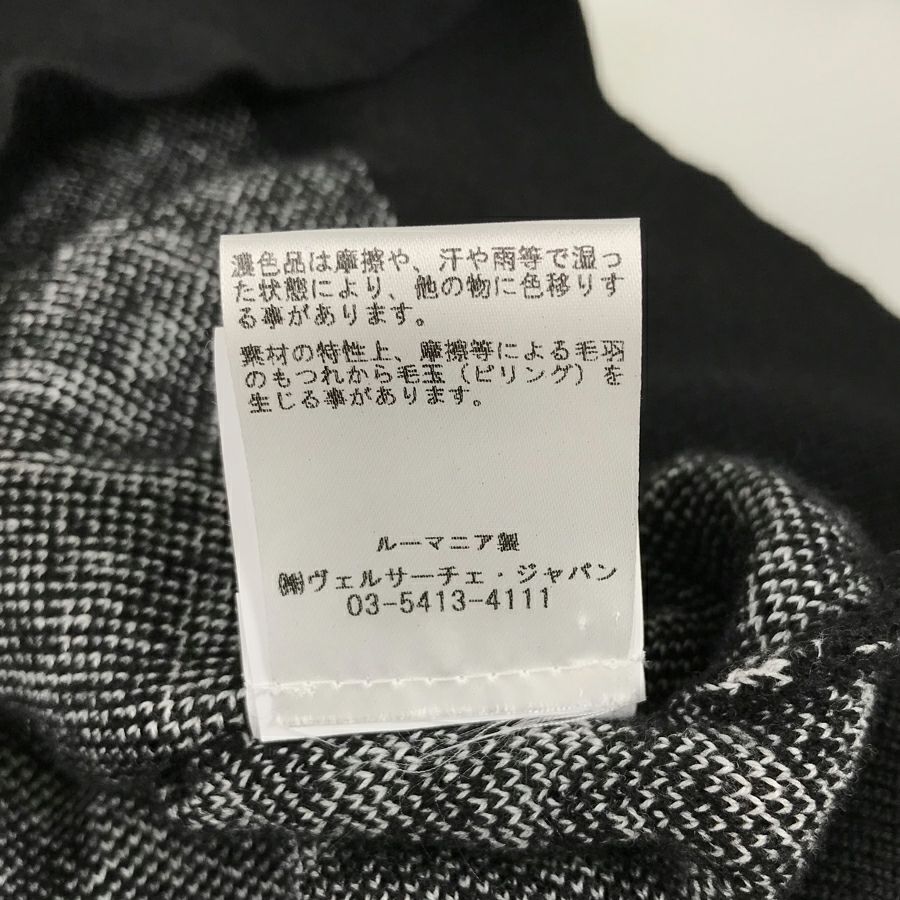 濃色品は摩擦や、汗や雨等で湿っ
た状態により、他の物に色移りす
る事があります。
素材の特性上、摩擦等による毛羽
のもつれから毛玉（ピリング）を
生じる事があります。
ルーマニア製
㈱ヴェルサーチェ・ジャパン
03-5413-4111